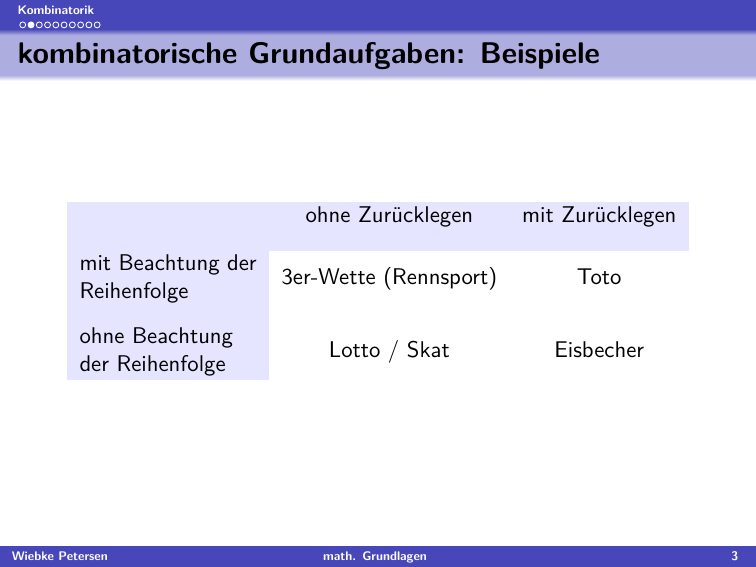 Kombinatorik
kombinatorische Grundaufgaben: Beispiele
ohne Zurücklegen mit Zurücklegen
mit Beachtung der
Reihenfolge
3er-Wette (Rennsport) Toto
ohne Beachtung
der Reihenfolge
Lotto / Skat Eisbecher
Wiebke Petersen math. Grundlagen 3